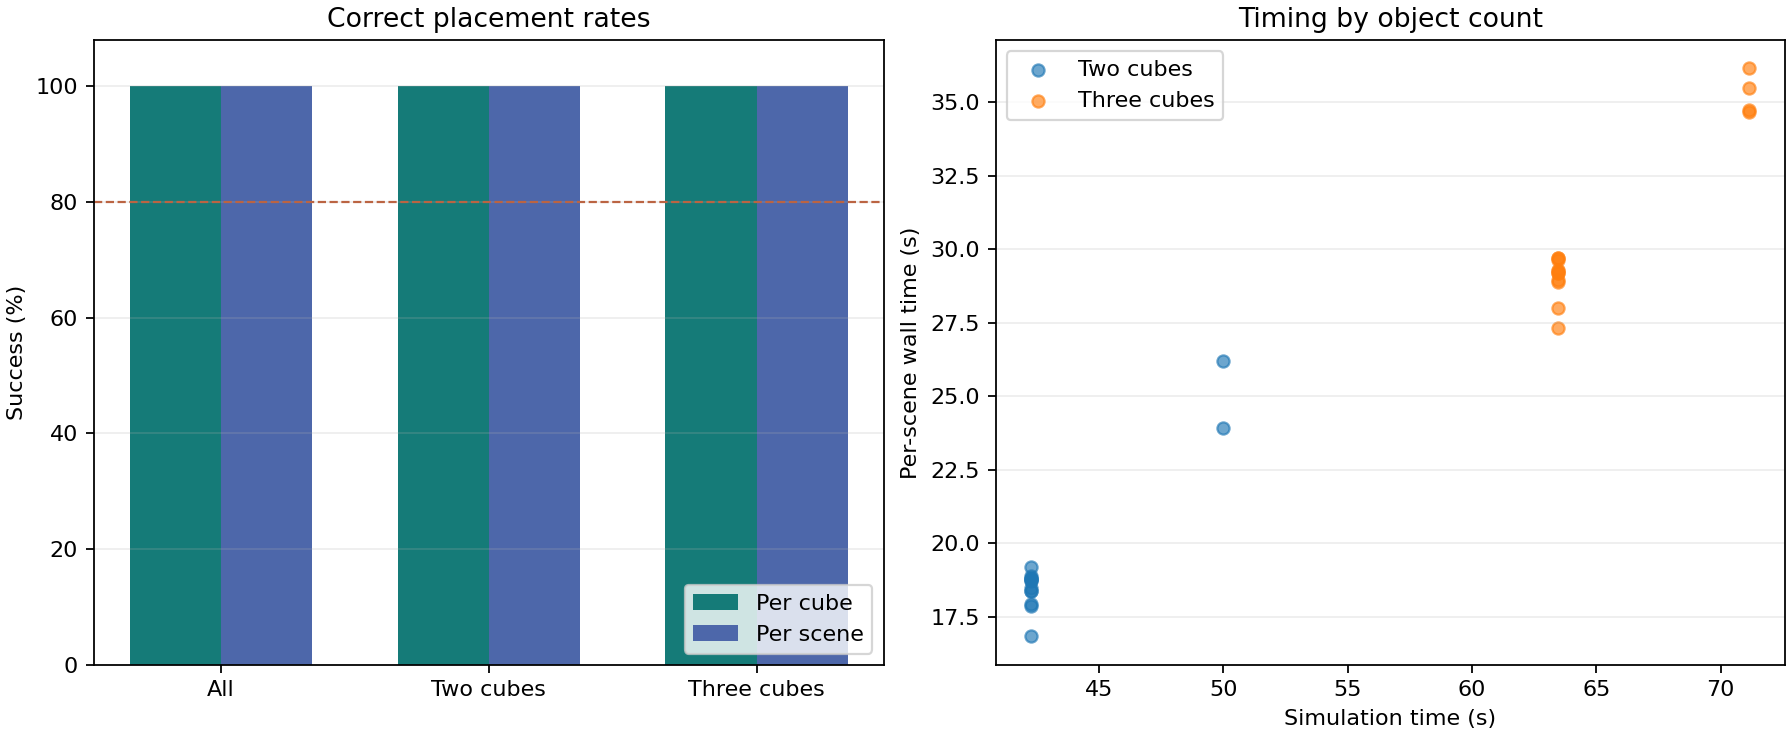 Correct placement rates
Success (%)
100
80
60
40
20
0
All
Two cubes
Three cubes
Per cube
Per scene
Timing by object count
Two cubes
Three cubes
Per-scene wall time (s)
35.0
32.5
30.0
27.5
25.0
22.5
20.0
17.5
45
50
55
60
65
70
Simulation time (s)